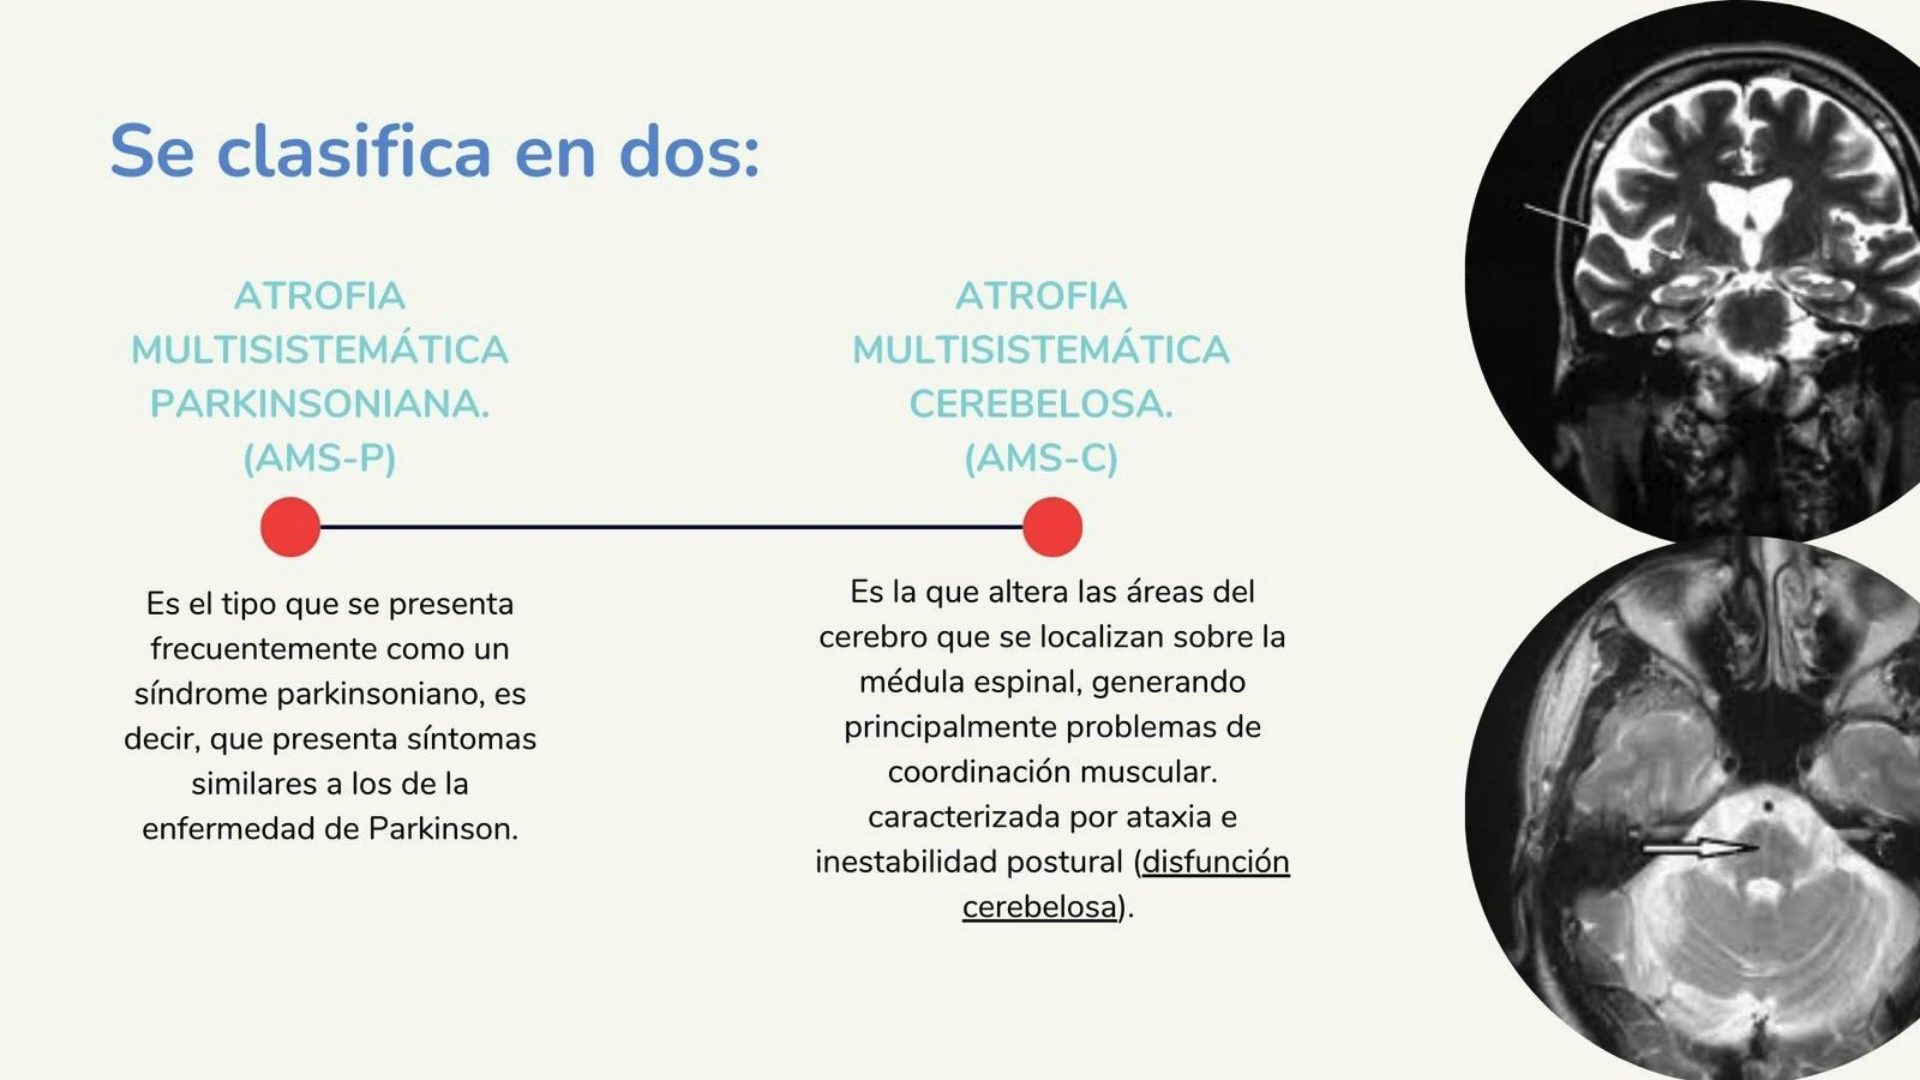 Se clasifica en dos:
ATROFIA
MULTISISTEMÁTICA
PARKINSONIANA.
(AMS-P)
Es el tipo que se presenta
frecuentemente como un
síndrome parkinsoniano, es
decir, que presenta síntomas
similares a los de la
enfermedad de Parkinson.
ATROFIA
MULTISISTEMÁTICA
CEREBELOSA.
(AMS-C)
Es la que altera las áreas del
cerebro que se localizan sobre la
médula espinal, generando
principalmente problemas de
coordinación muscular.
caracterizada por ataxia e
inestabilidad postural (disfunción
cerebelosa).